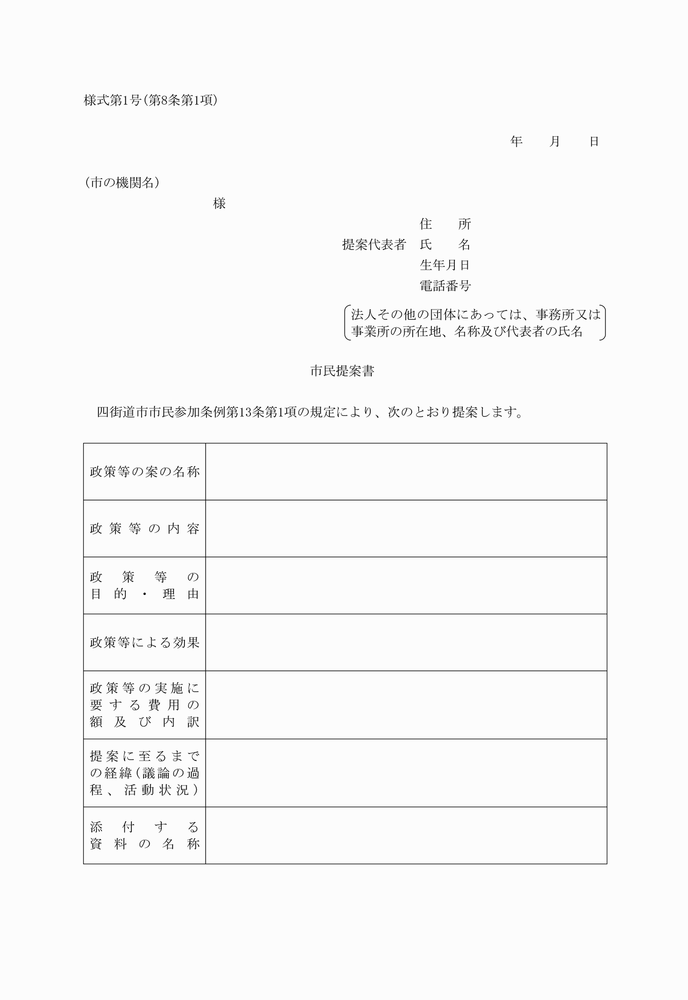 様式第1号(第8条第1項)
年　　月　　日
(市の機関名)
様
住　　所
提案代表者　氏　　名
生年月日
電話番号
法人その他の団体にあっては、事務所又は
事業所の所在地、名称及び代表者の氏名
市民提案書
四街道市市民参加条例第13条第1項の規定により、次のとおり提案します。
政策等の案の名称
政策等の内容
政策等の
目的・理由
政策等による効果
政策等の実施に
要する費用の
額及び内訳
提案に至るまで
の経緯(議論の過
程、活動状況)
添付する
資料の名称